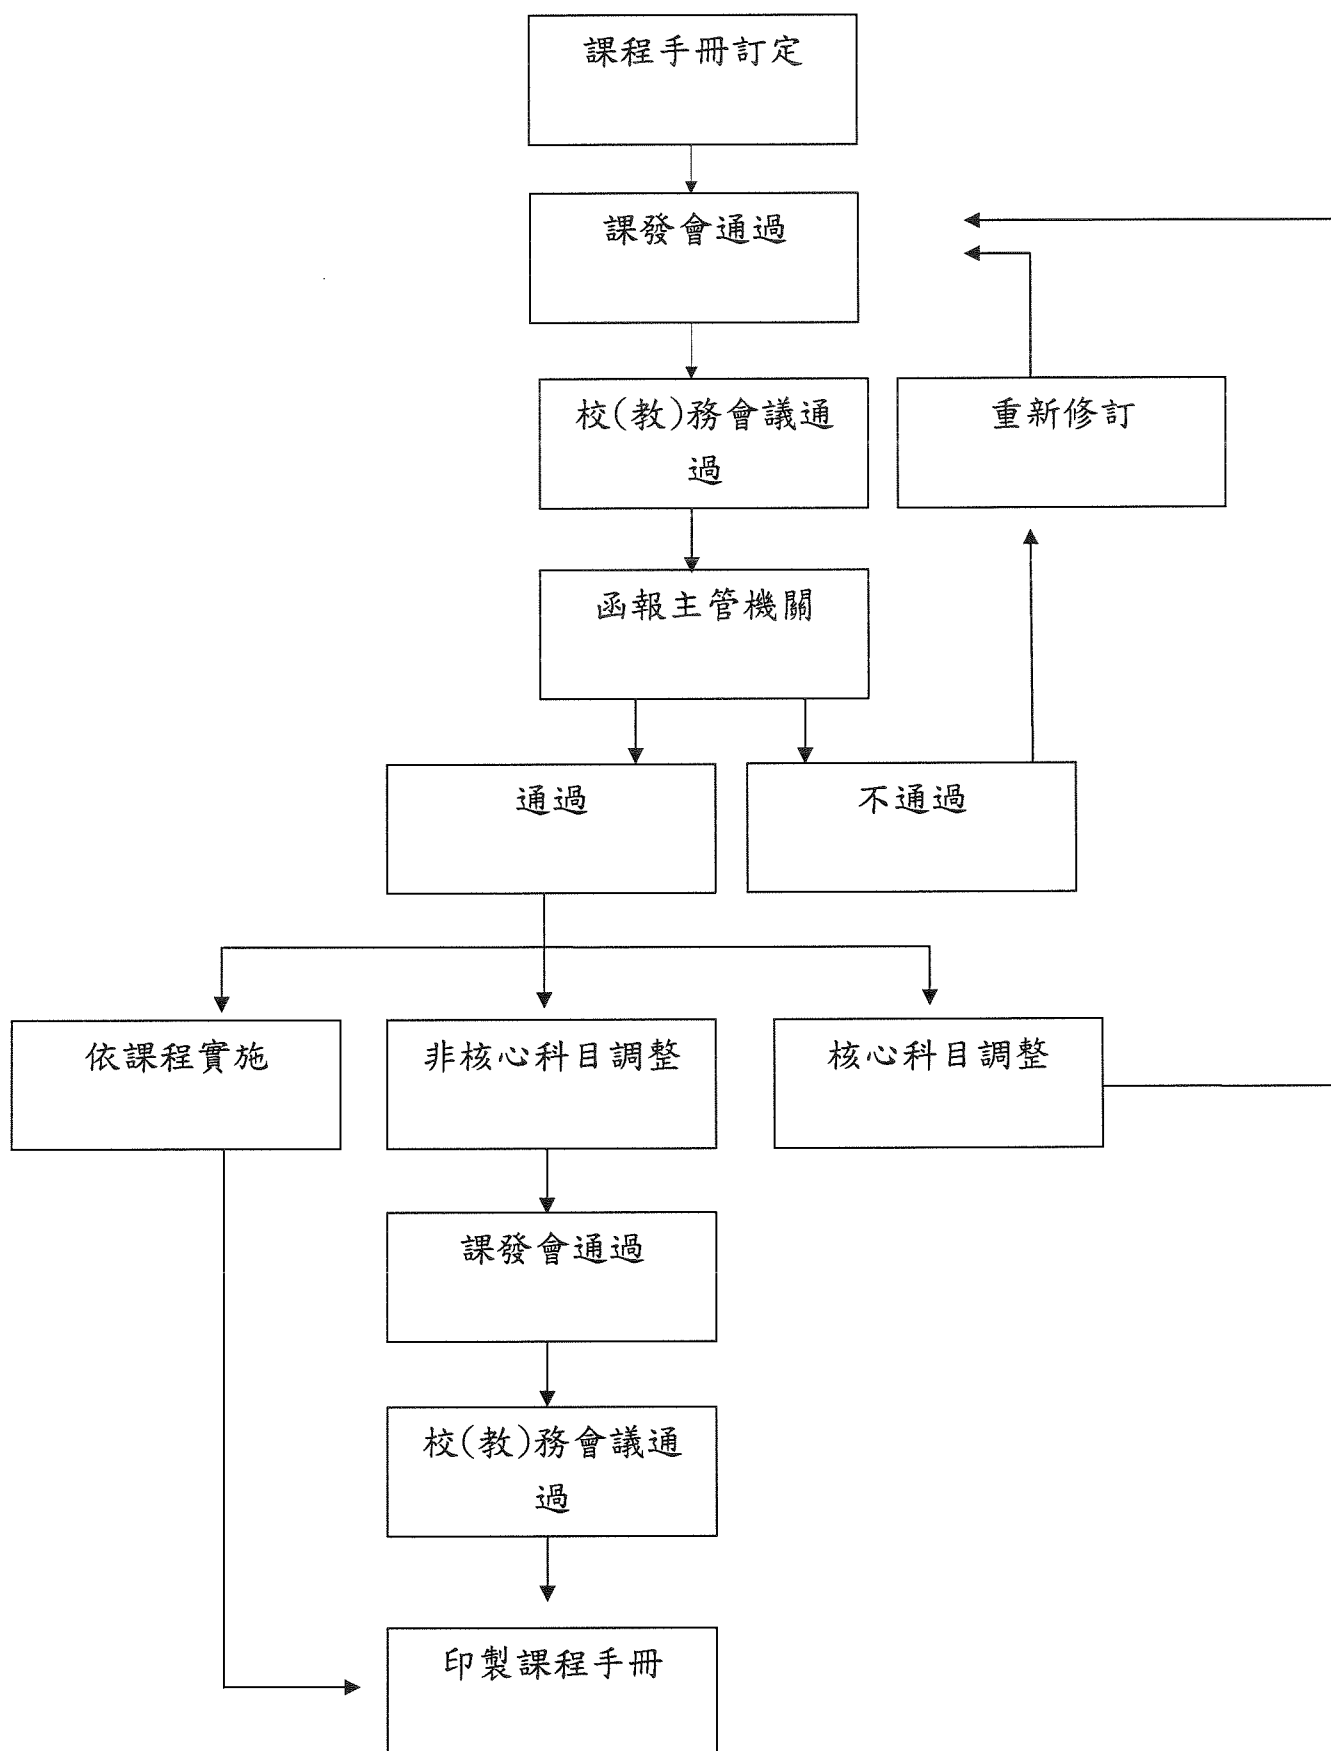 課程手冊訂定
課發會通過
校(教)務會議通
過
重新修訂
函報主管機關
通過
不通過
依課程實施
非核心科目調整
核心科目調整
課發會通過
校(教)務會議通
過
印製課程手冊